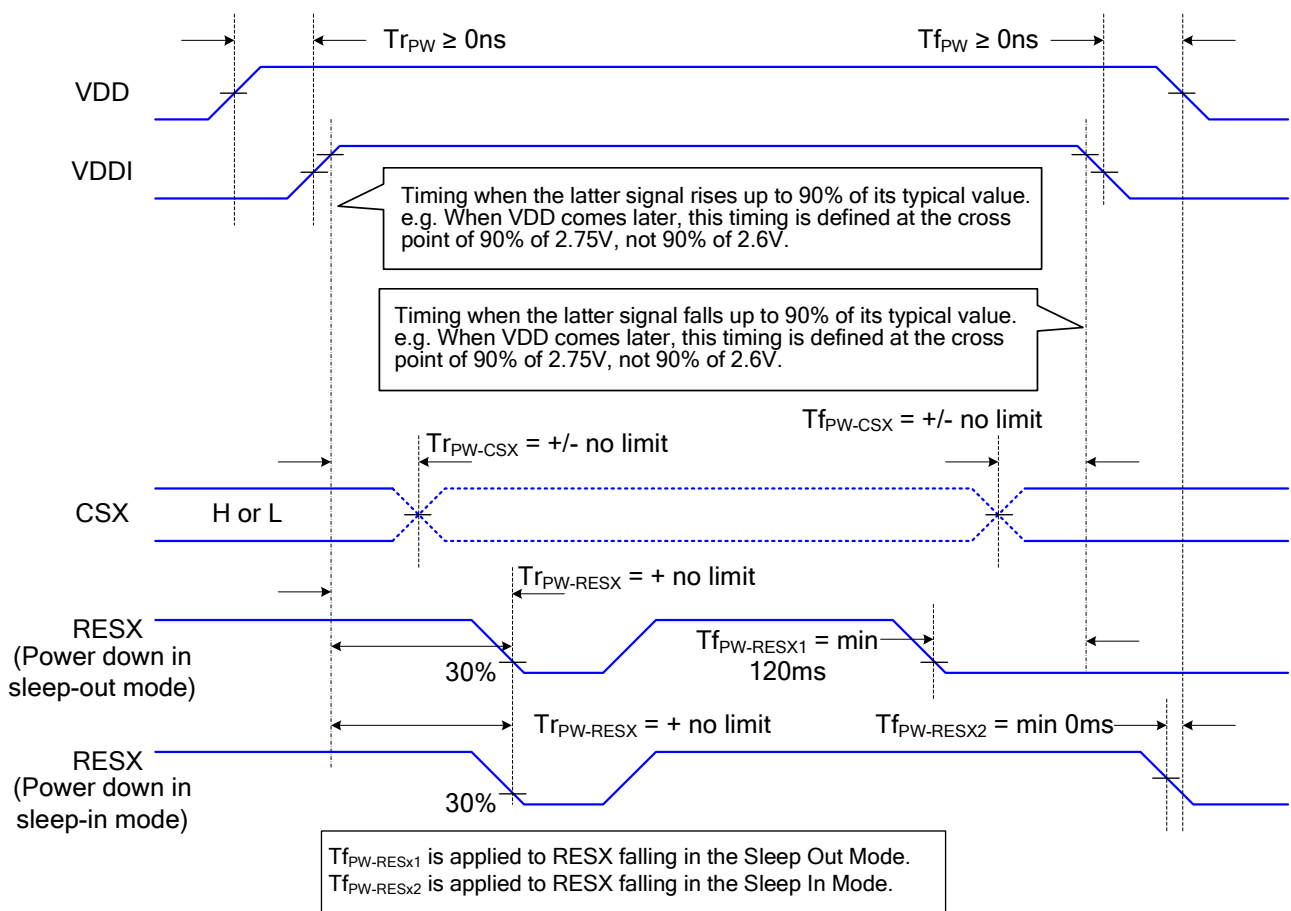 Tr_PW ≥ 0ns
Tf_PW ≥ 0ns
VDD
VDDI
Timing when the latter signal rises up to 90% of its typical value.
e.g. When VDD comes later, this timing is defined at the cross
point of 90% of 2.75V, not 90% of 2.6V.
Timing when the latter signal falls up to 90% of its typical value.
e.g. When VDD comes later, this timing is defined at the cross
point of 90% of 2.75V, not 90% of 2.6V.
Tf_PW-CSX = +/- no limit
Tr_PW-CSX = +/- no limit
CSX
H or L
Tr_PW-RESX = + no limit
RESX
(Power down in
sleep-out mode)
30%
Tf_PW-RESX1 = min
120ms
Tr_PW-RESX = + no limit
Tf_PW-RESX2 = min 0ms
RESX
(Power down in
sleep-in mode)
30%
Tf_PW-RESx1 is applied to RESX falling in the Sleep Out Mode.
Tf_PW-RESx2 is applied to RESX falling in the Sleep In Mode.